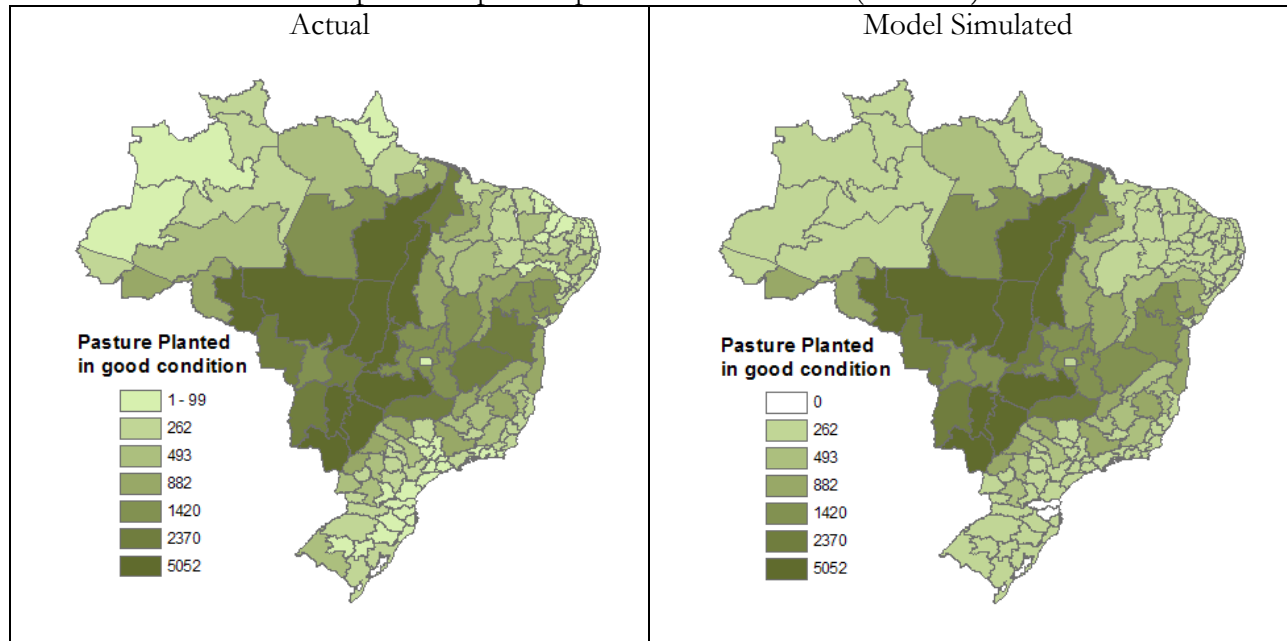 Actual
Model Simulated
Pasture Planted
in good condition
1 - 99
262
493
882
1420
2370
5052
Pasture Planted
in good condition
0
262
493
882
1420
2370
5052